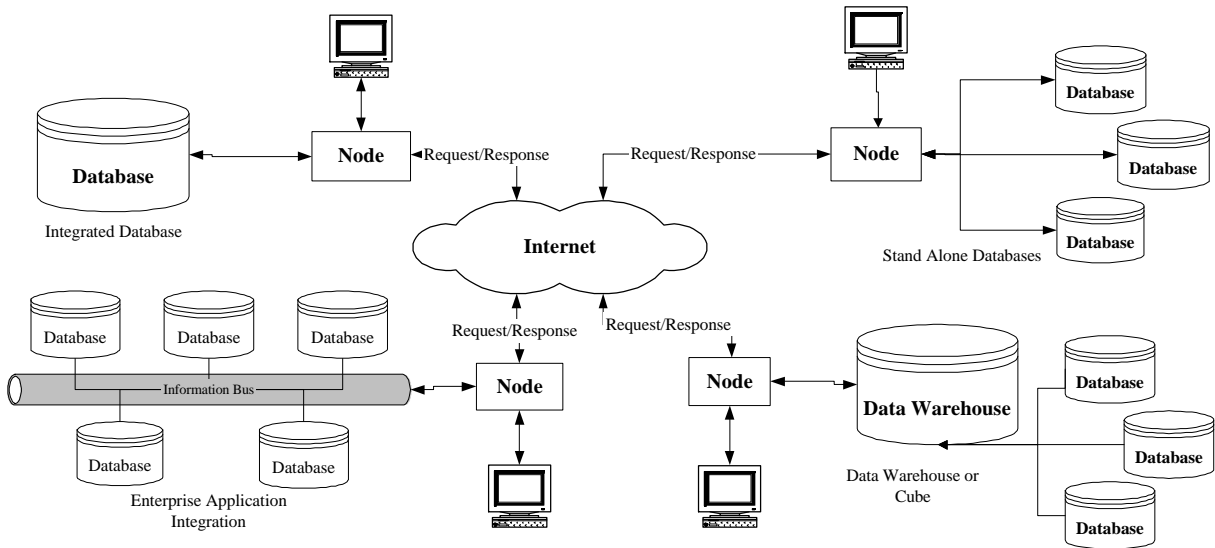 Database
Integrated Database
Node
Request/Response
Request/Response
Node
Database
Database
Database
Stand Alone Databases
Internet
Database
Database
Database
Information Bus
Database
Database
Enterprise Application
Integration
Request/Response
Node
Request/Response
Node
Data Warehouse
Data Warehouse or
Cube
Database
Database
Database